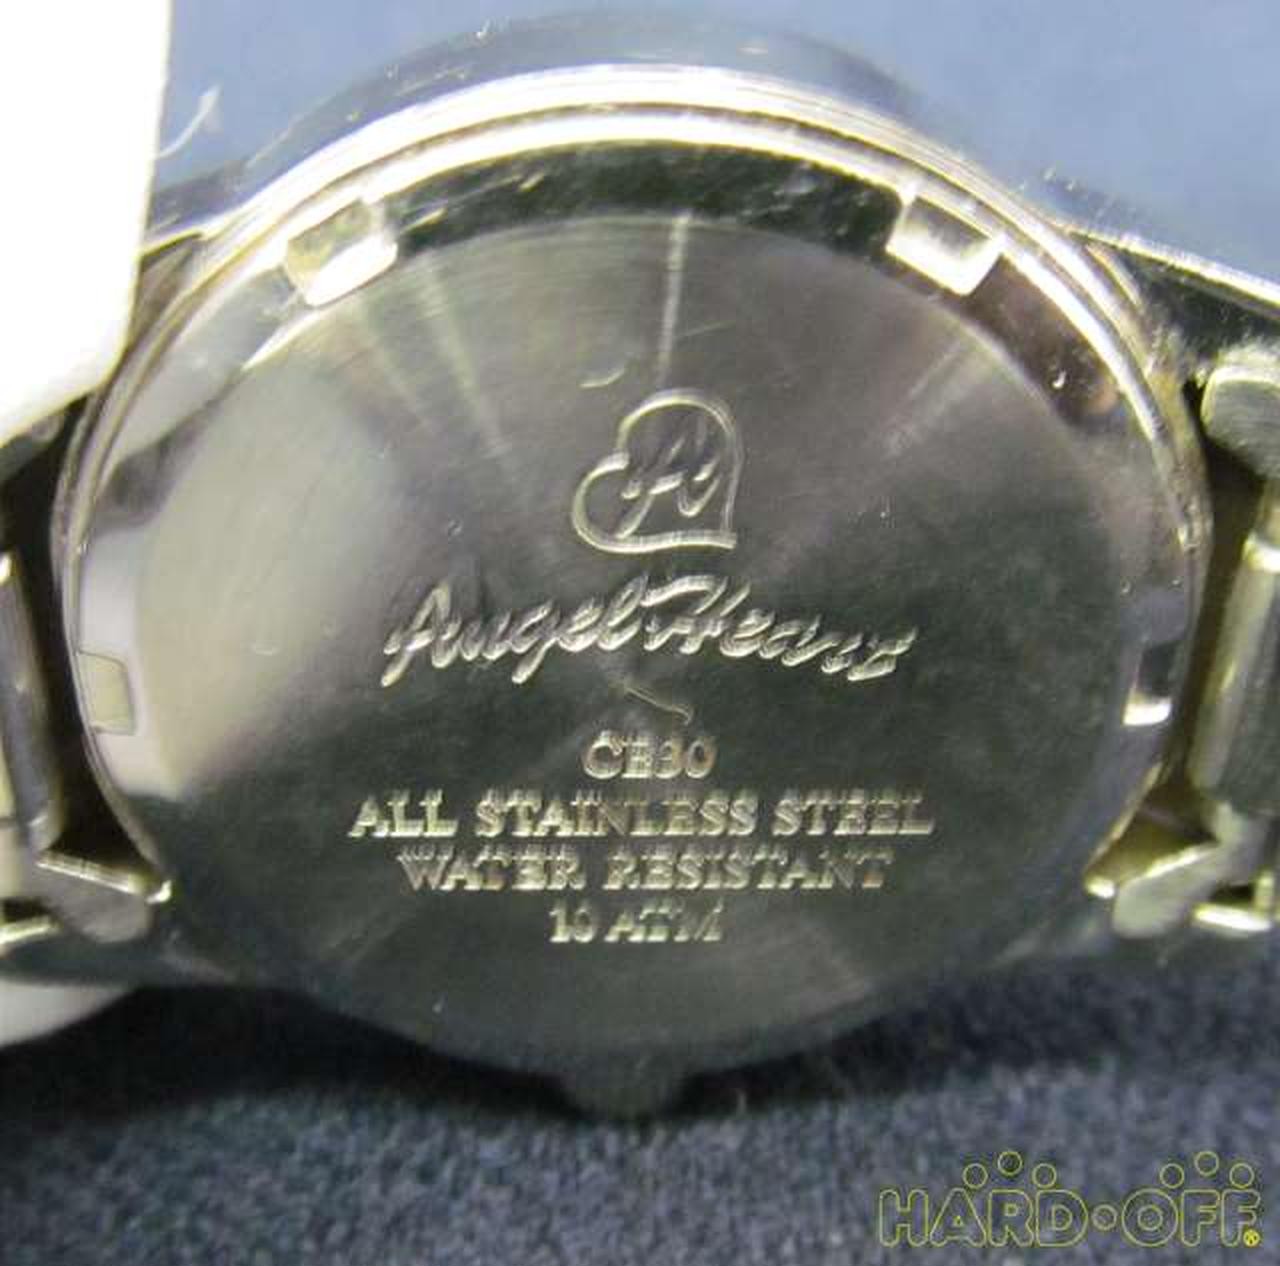 A
Angel Heart
CE30
ALL STAINLESS STEEL
WATER RESISTANT
10 ATM
HARD·OFF®